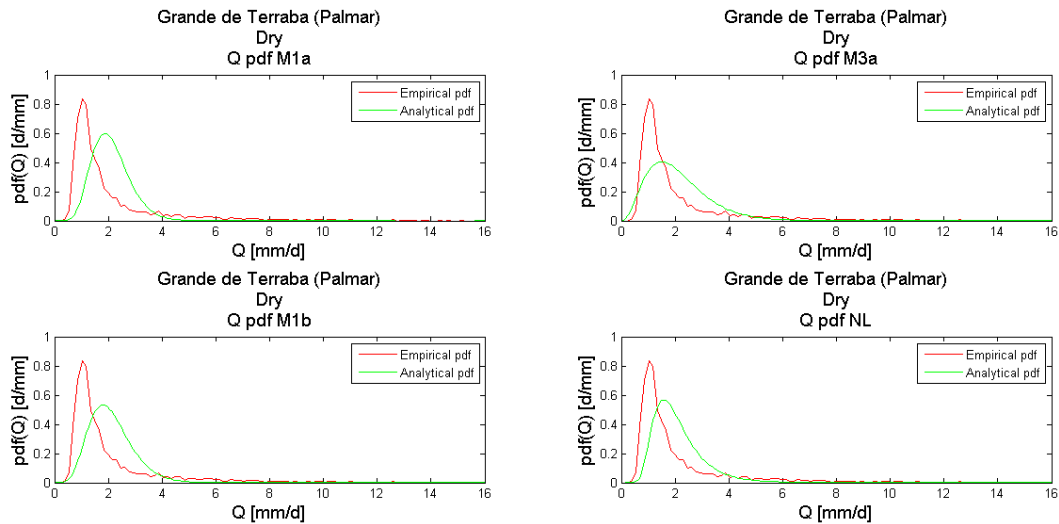 Grande de Terraba (Palmar)
Dry
Q pdf M1a
1
0.8
0.6
0.4
0.2
0
pdf(Q) [d/mm]
Empirical pdf
Analytical pdf
0 2 4 6 8 10 12 14 16
Q [mm/d]
Grande de Terraba (Palmar)
Dry
Q pdf M3a
1
0.8
0.6
0.4
0.2
0
pdf(Q) [d/mm]
Empirical pdf
Analytical pdf
0 2 4 6 8 10 12 14 16
Q [mm/d]
Grande de Terraba (Palmar)
Dry
Q pdf M1b
1
0.8
0.6
0.4
0.2
0
pdf(Q) [d/mm]
Empirical pdf
Analytical pdf
0 2 4 6 8 10 12 14 16
Q [mm/d]
Grande de Terraba (Palmar)
Dry
Q pdf NL
1
0.8
0.6
0.4
0.2
0
pdf(Q) [d/mm]
Empirical pdf
Analytical pdf
0 2 4 6 8 10 12 14 16
Q [mm/d]